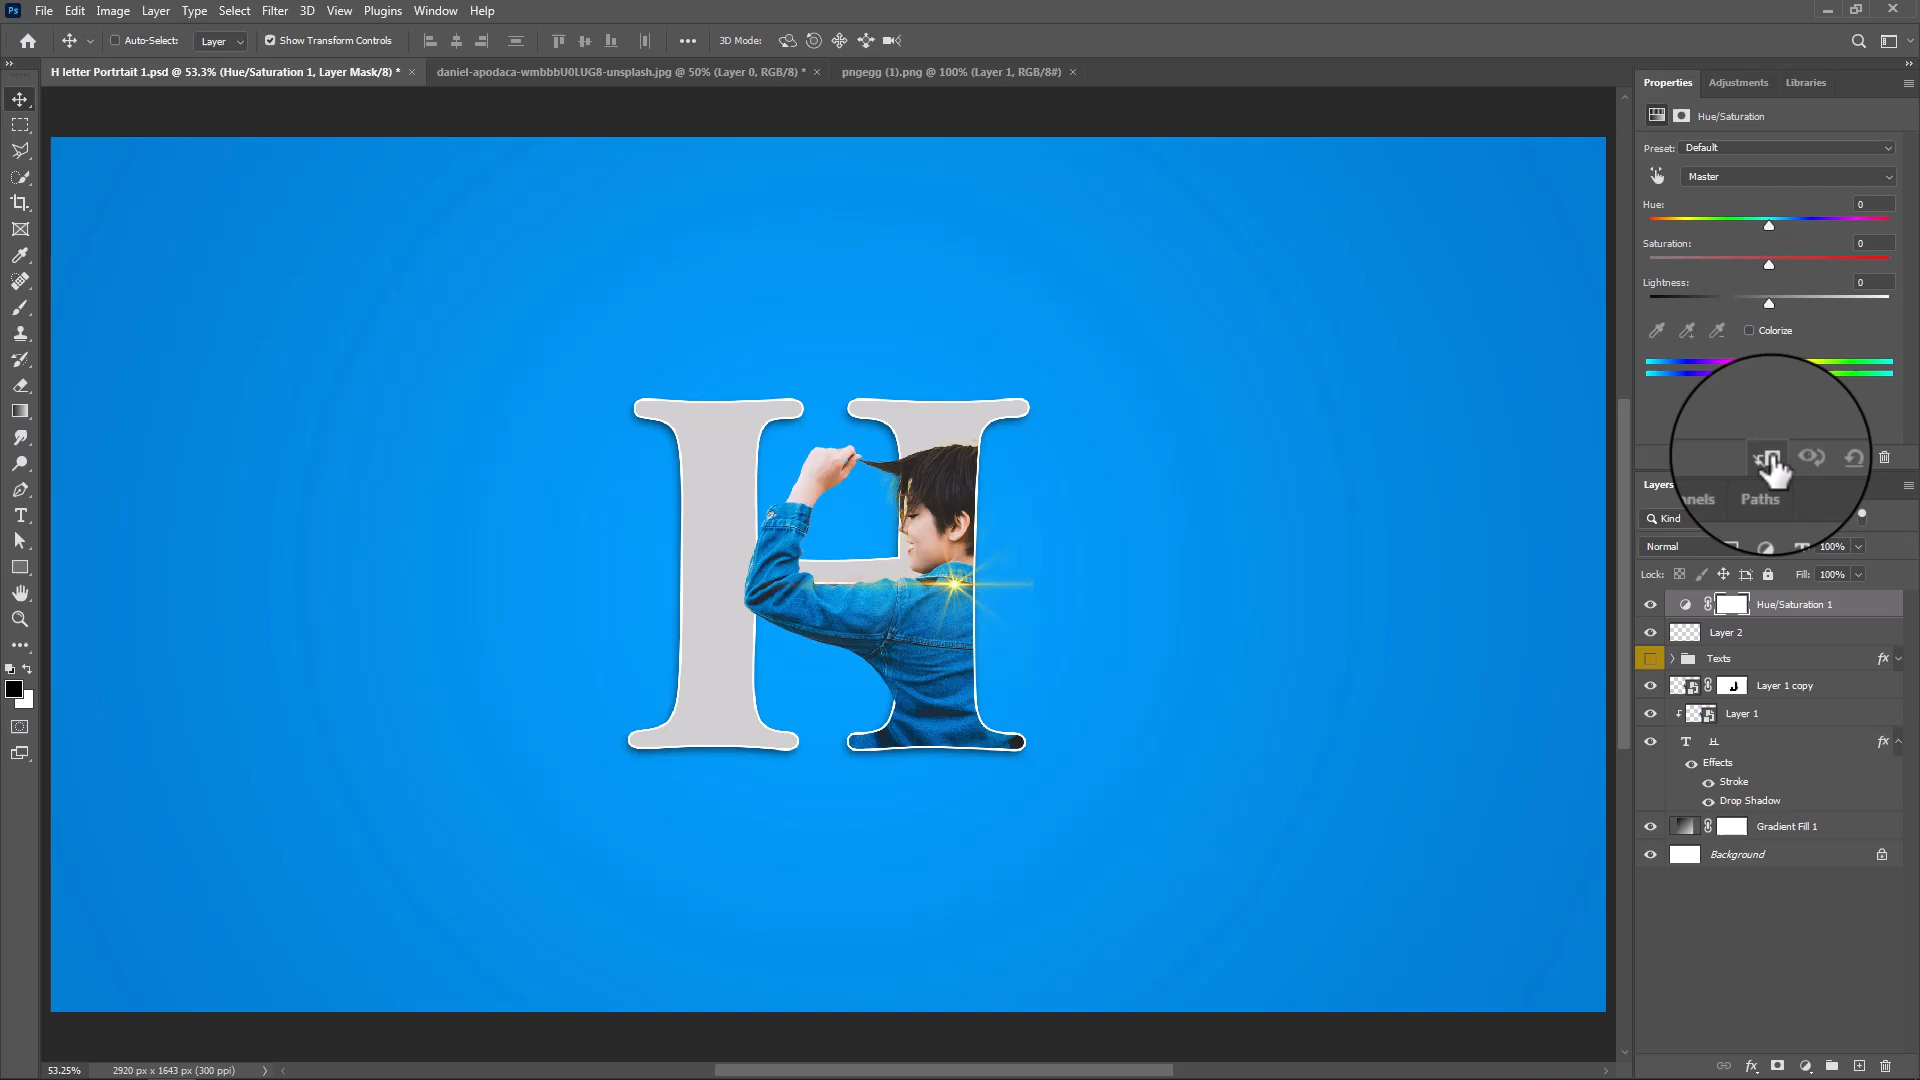 Ps File Edit Image Layer Type Select Filter 3D View Plugins Window Help
Auto-Select: Layer Show Transform Controls 3D Mode:
H letter Portrtait 1.psd @ 53.3% (Hue/Saturation 1, Layer Mask/8) * daniel-apodaca-wmbbbU0LUG8-unsplash.jpg @ 50% (Layer 0, RGB/8) * pngegg (1).png @ 100% (Layer 1, RGB/8#)
Properties Adjustments Libraries
Hue/Saturation
Preset: Default
Master
Hue: 0
Saturation: 0
Lightness: 0
Colorize
Layers nnels Paths
Kind
Normal 100%
Lock: Fill: 100%
Hue/Saturation 1
Layer 2
Texts fx
Layer 1 copy
Layer 1
T H fx
Effects
Stroke
Drop Shadow
Gradient Fill 1
Background
H
53.25% 2920 px x 1643 px (300 ppi)
fx